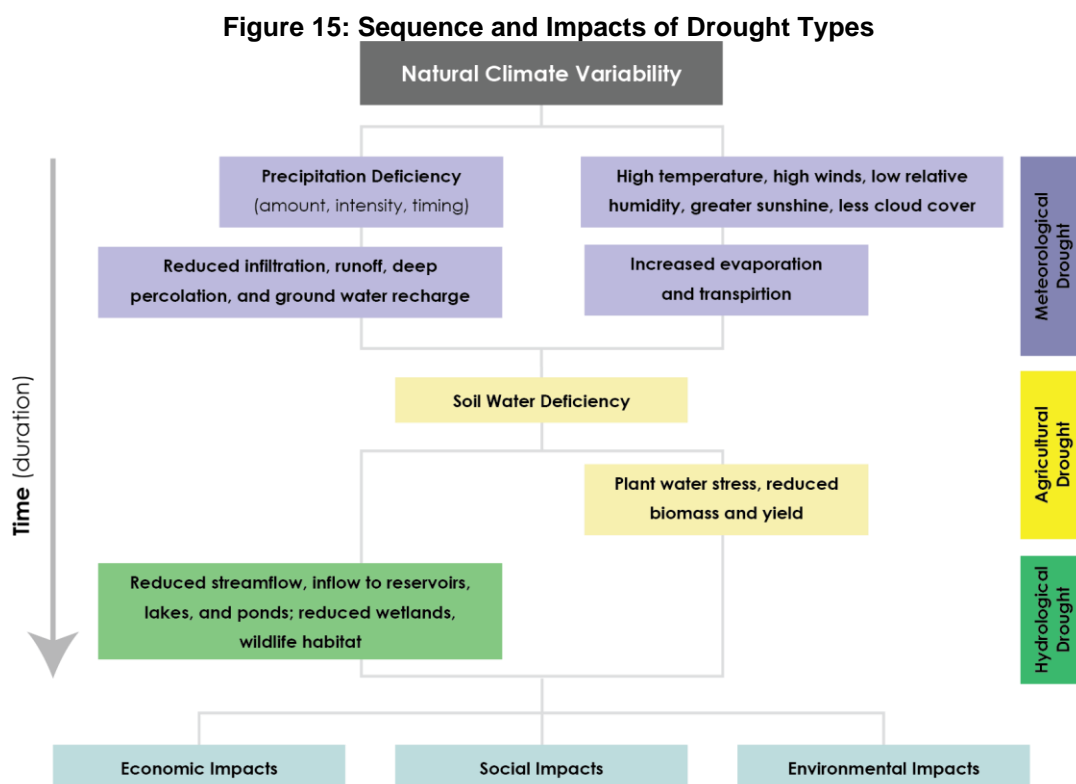 Figure 15: Sequence and Impacts of Drought Types
Natural Climate Variability
Precipitation Deficiency
(amount, intensity, timing)
High temperature, high winds, low relative
humidity, greater sunshine, less cloud cover
Reduced infiltration, runoff, deep
percolation, and ground water recharge
Increased evaporation
and transpirtion
Meteorological
Drought
Soil Water Deficiency
Plant water stress, reduced
biomass and yield
Agricultural
Drought
Time (duration)
Reduced streamflow, inflow to reservoirs,
lakes, and ponds; reduced wetlands,
wildlife habitat
Hydrological
Drought
Economic Impacts
Social Impacts
Environmental Impacts